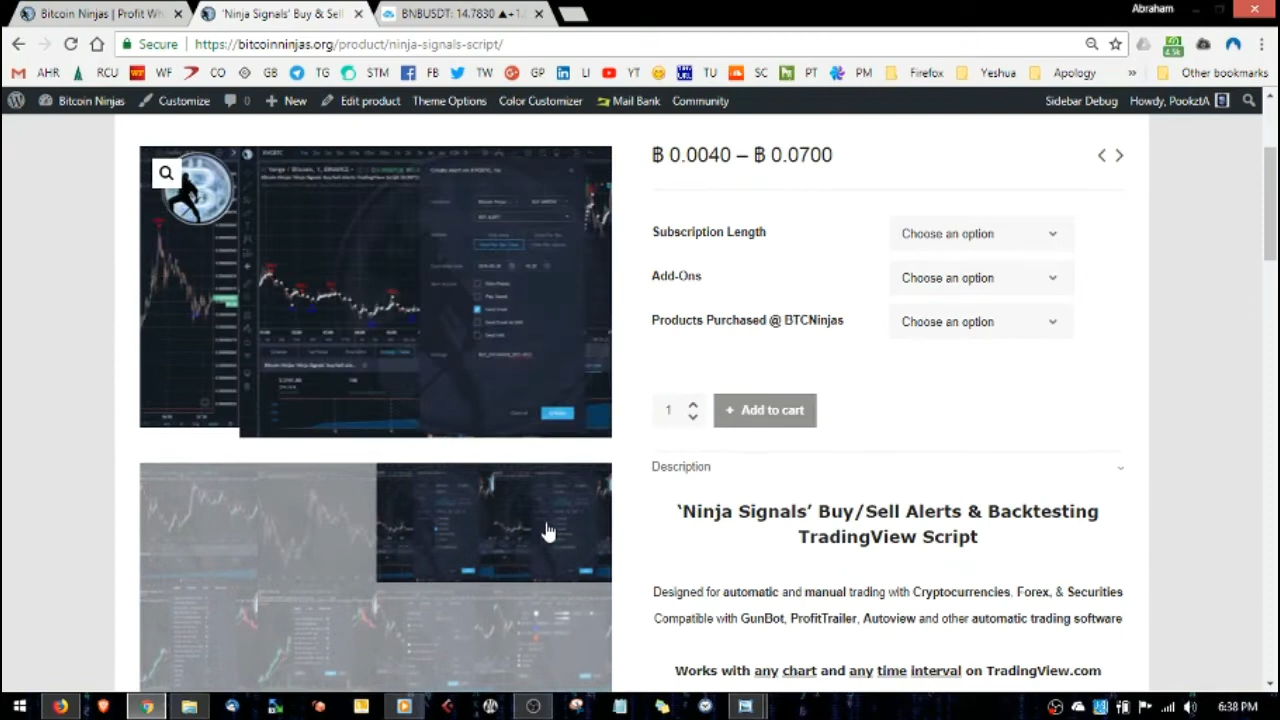 Bitcoin Ninjas | Profit Wh
'Ninja Signals' Buy & Sel
BNBUSDT: 14.7830 ▲+1.
Abraham
Secure
https://bitcoinninjas.org/product/ninja-signals-script/
4.5k
AHR RCU WF CO GB TG STM FB TW GP LI YT TU SC PT PM Firefox Yeshua Apology » Other bookmarks
Bitcoin Ninjas Customize 0 + New Edit product Theme Options Color Customizer Mail Bank Community Sidebar Debug Howdy, PookztA
฿ 0.0040 – ฿ 0.0700
Subscription Length Choose an option
Add-Ons Choose an option
Products Purchased @ BTCNinjas Choose an option
1 + Add to cart
Description
'Ninja Signals' Buy/Sell Alerts & Backtesting
TradingView Script
Designed for automatic and manual trading with Cryptocurrencies, Forex, & Securities
Compatible with GunBot, ProfitTrailer, Autoview and other automatic trading software
Works with any chart and any time interval on TradingView.com
6:38 PM